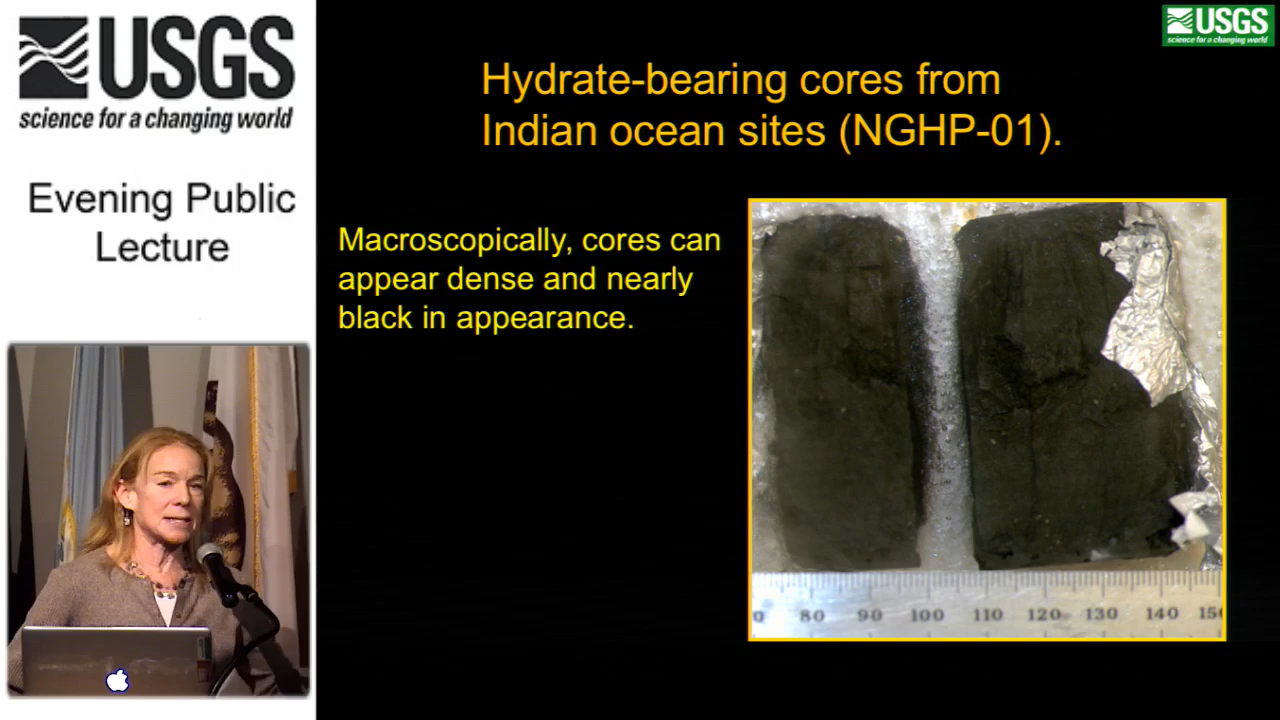 USGS
science for a changing world
Evening Public
Lecture
USGS
science for a changing world
Hydrate-bearing cores from
Indian ocean sites (NGHP-01).
Macroscopically, cores can
appear dense and nearly
black in appearance.
80 90 100 110 120 130 140